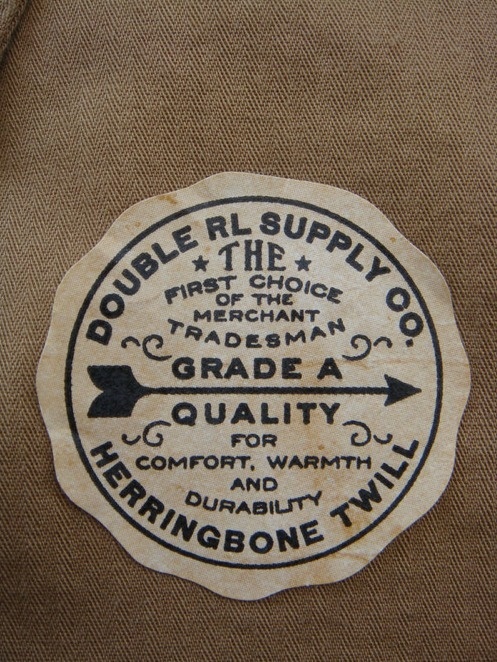 DOUBLE RL SUPPLY CO.
★ THE ★
FIRST CHOICE
OF THE
MERCHANT
TRADESMAN
GRADE A
QUALITY
FOR
COMFORT, WARMTH
AND
DURABILITY
HERRINGBONE TWILL